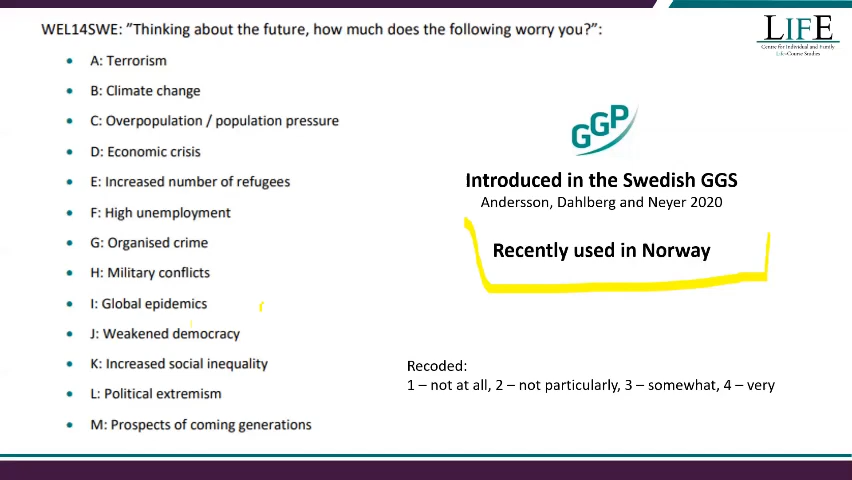 WEL14SWE: "Thinking about the future, how much does the following worry you?":
• A: Terrorism
• B: Climate change
• C: Overpopulation / population pressure
• D: Economic crisis
• E: Increased number of refugees
• F: High unemployment
• G: Organised crime
• H: Military conflicts
• I: Global epidemics
• J: Weakened democracy
• K: Increased social inequality
• L: Political extremism
• M: Prospects of coming generations
LIFE
Centre for Individual and Family
Life-Course Studies
GGP
Introduced in the Swedish GGS
Andersson, Dahlberg and Neyer 2020
Recently used in Norway
Recoded:
1 – not at all, 2 – not particularly, 3 – somewhat, 4 – very